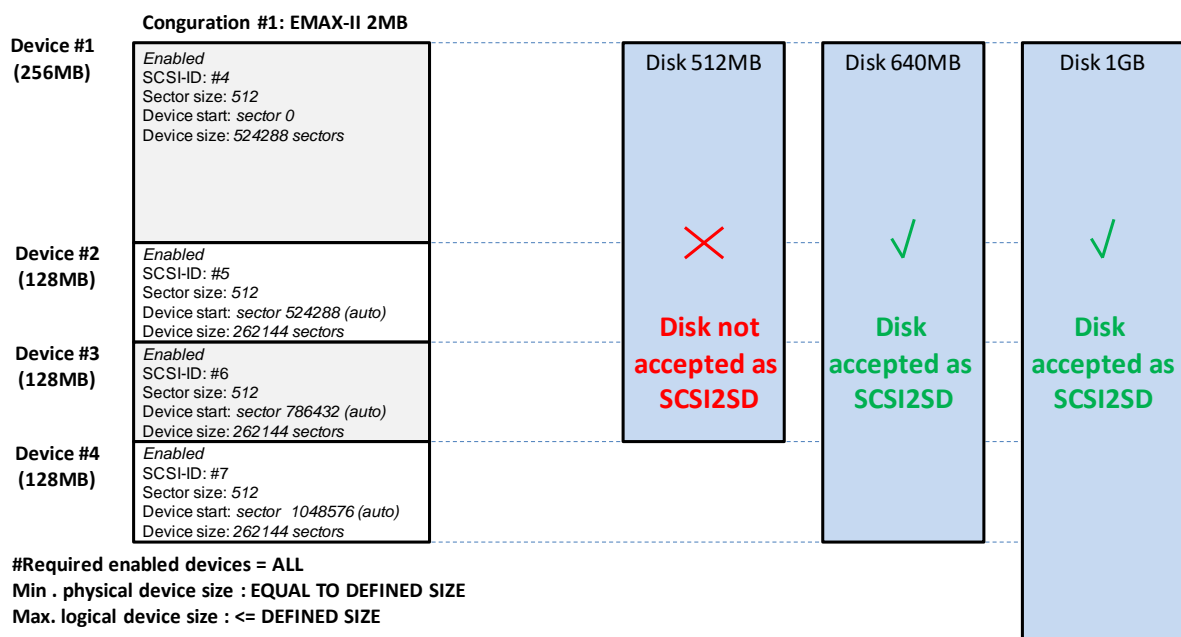 Conguration #1: EMAX-II 2MB
Device #1
(256MB)
Enabled
SCSI-ID: #4
Sector size: 512
Device start: sector 0
Device size: 524288 sectors
Device #2
(128MB)
Enabled
SCSI-ID: #5
Sector size: 512
Device start: sector 524288 (auto)
Device size: 262144 sectors
Device #3
(128MB)
Enabled
SCSI-ID: #6
Sector size: 512
Device start: sector 786432 (auto)
Device size: 262144 sectors
Device #4
(128MB)
Enabled
SCSI-ID: #7
Sector size: 512
Device start: sector 1048576 (auto)
Device size: 262144 sectors
Disk 512MB
Disk not
accepted as
SCSI2SD
Disk 640MB
Disk
accepted as
SCSI2SD
Disk 1GB
Disk
accepted as
SCSI2SD
#Required enabled devices = ALL
Min . physical device size : EQUAL TO DEFINED SIZE
Max. logical device size : <= DEFINED SIZE